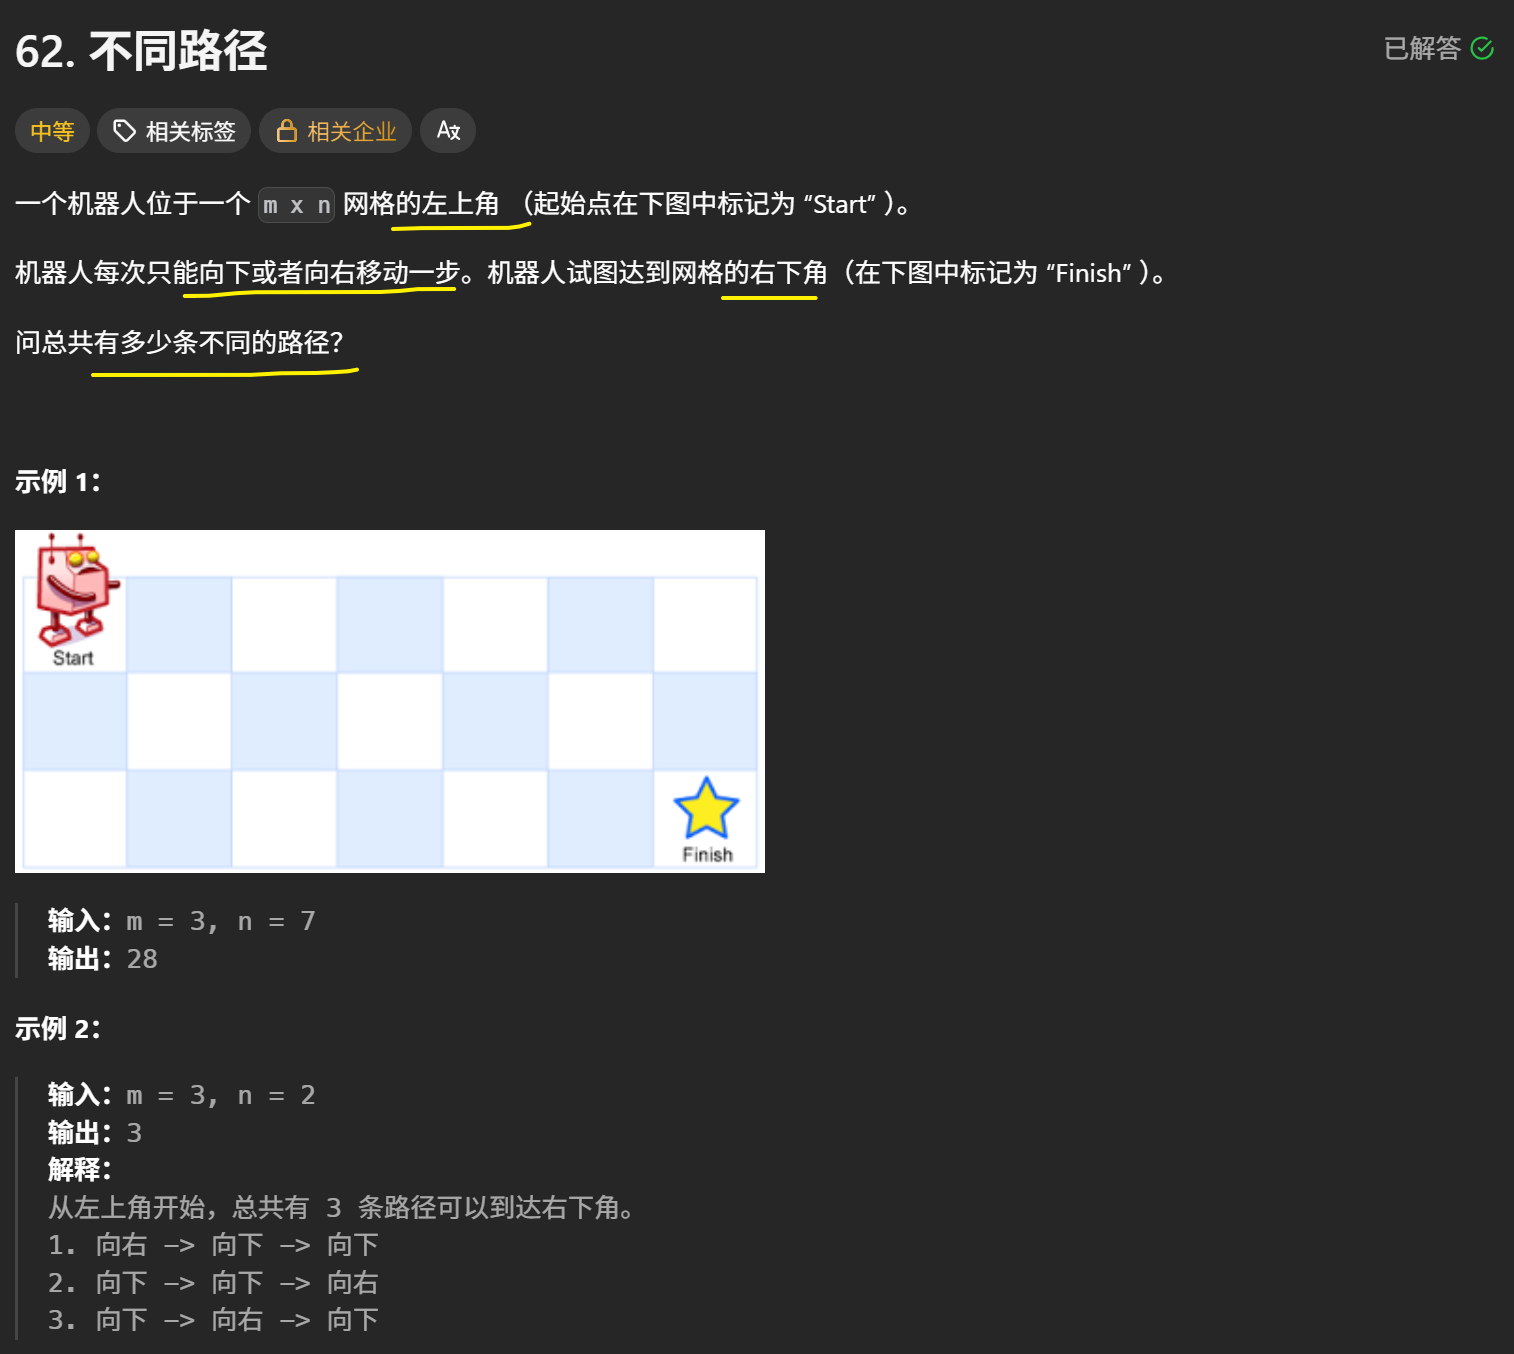 62. 不同路径
已解答
中等
相关标签
相关企业
一个机器人位于一个 m x n 网格的左上角 （起始点在下图中标记为 “Start” ）。
机器人每次只能向下或者向右移动一步。机器人试图达到网格的右下角（在下图中标记为 “Finish” ）。
问总共有多少条不同的路径？
示例 1：
Start
Finish
输入：m = 3, n = 7
输出：28
示例 2：
输入：m = 3, n = 2
输出：3
解释：
从左上角开始，总共有 3 条路径可以到达右下角。
1. 向右 -> 向下 -> 向下
2. 向下 -> 向下 -> 向右
3. 向下 -> 向右 -> 向下